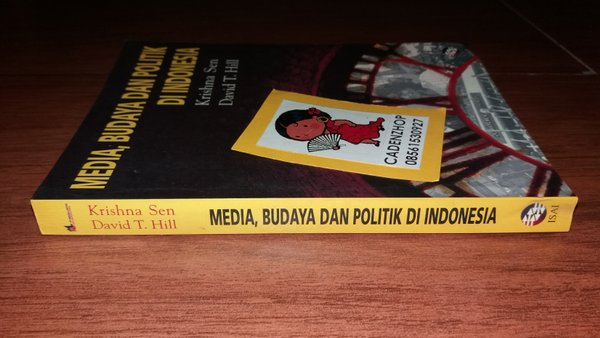 MEDIA, BUDAYA DAN POLITIK
DI INDONESIA
Krishna Sen
David T. Hill
CADENZHOP
08561530927
Krishna Sen
David T. Hill
MEDIA, BUDAYA DAN POLITIK DI INDONESIA
ISAI